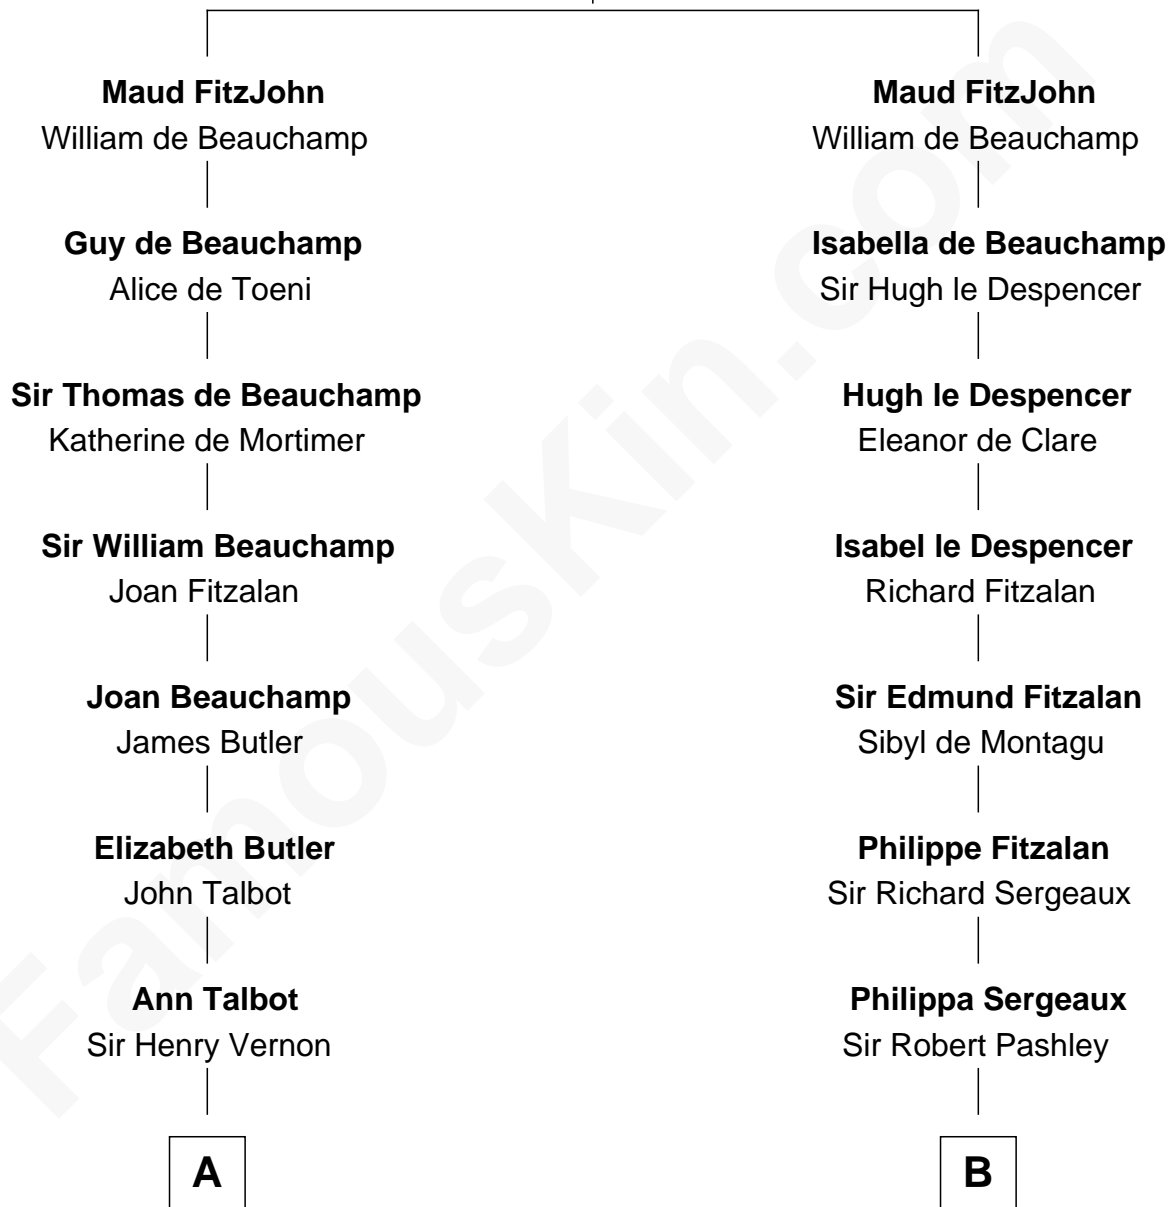 Maud FitzJohn
William de Beauchamp
Guy de Beauchamp
Alice de Toeni
Sir Thomas de Beauchamp
Katherine de Mortimer
Sir William Beauchamp
Joan Fitzalan
Joan Beauchamp
James Butler
Elizabeth Butler
John Talbot
Ann Talbot
Sir Henry Vernon
A
Maud FitzJohn
William de Beauchamp
Isabella de Beauchamp
Sir Hugh le Despencer
Hugh le Despencer
Eleanor de Clare
Isabel le Despencer
Richard Fitzalan
Sir Edmund Fitzalan
Sibyl de Montagu
Philippe Fitzalan
Sir Richard Sergeaux
Philippa Sergeaux
Sir Robert Pashley
B
FamousKin.com